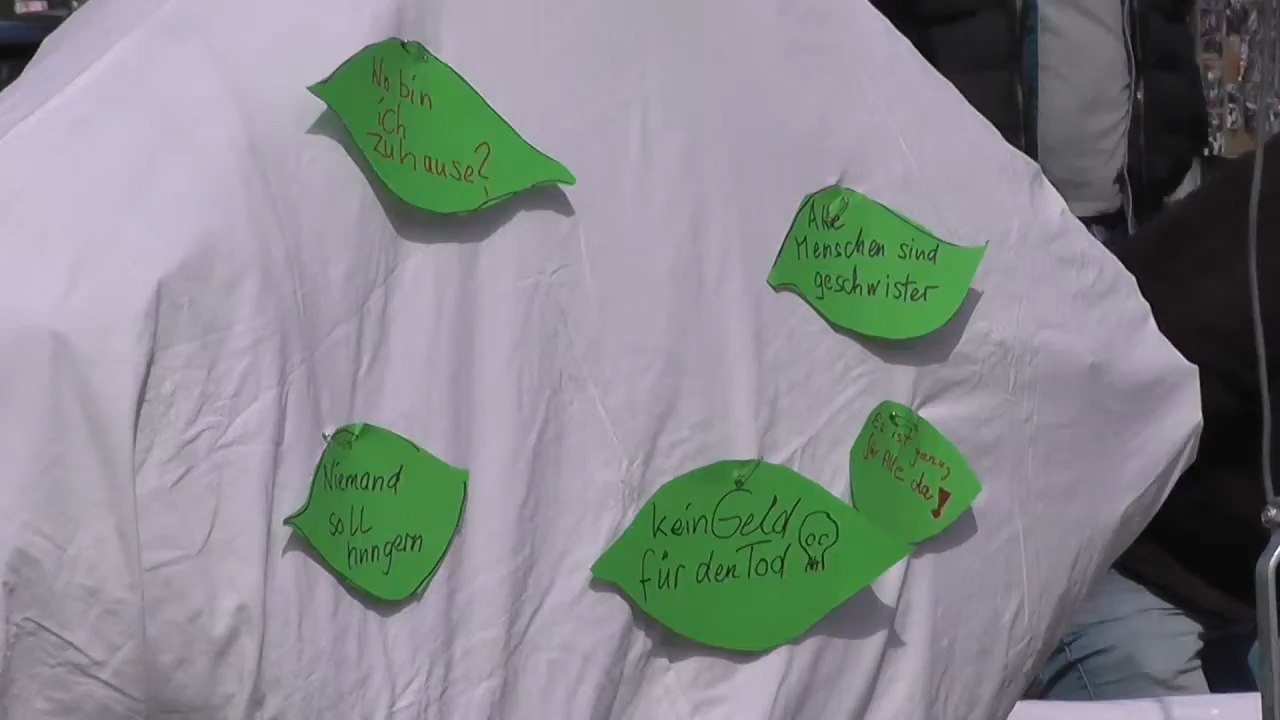 Wo bin
ich
zuhause?
Alle
Menschen sind
geschwister
Niemand
soll
hungern
kein Geld
für den Tod
Es ist genug
für Alle da!